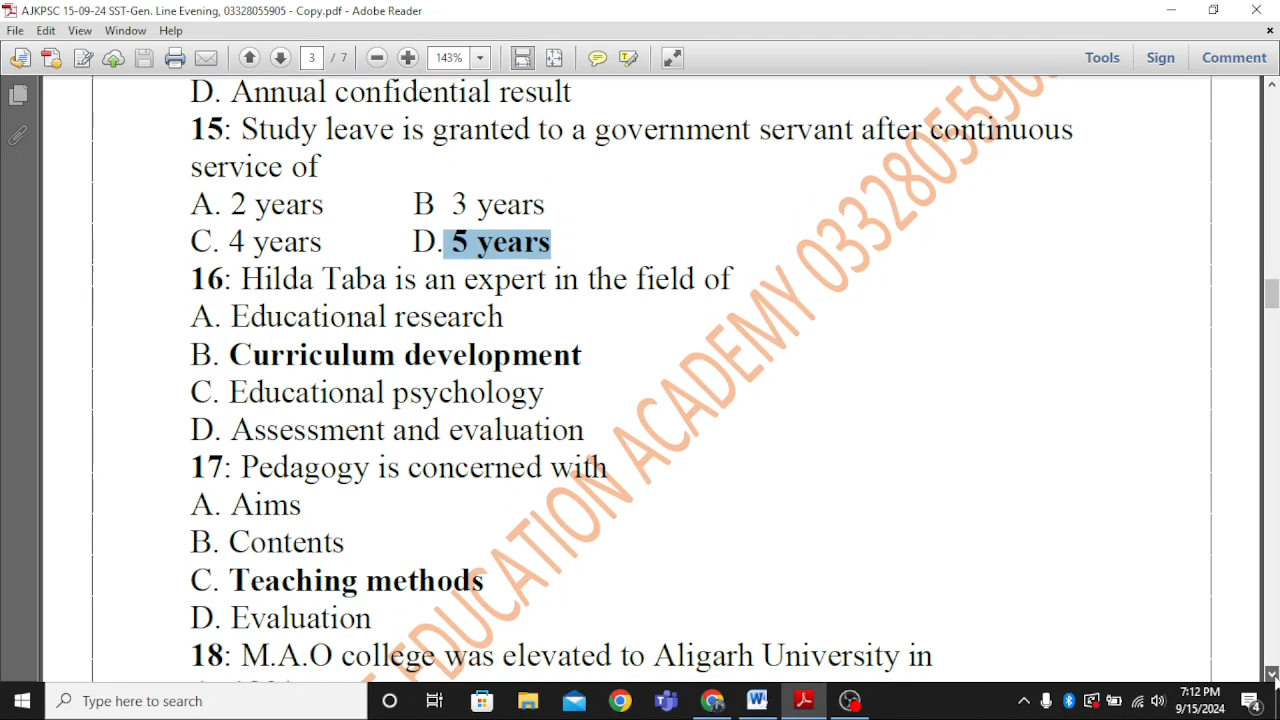 AJKPSC 15-09-24 SST-Gen. Line Evening, 03328055905 - Copy.pdf - Adobe Reader
File Edit View Window Help
3 / 7 143% Tools Sign Comment
D. Annual confidential result
15: Study leave is granted to a government servant after continuous
service of
A. 2 years B 3 years
C. 4 years D. 5 years
16: Hilda Taba is an expert in the field of
A. Educational research
B. Curriculum development
C. Educational psychology
D. Assessment and evaluation
17: Pedagogy is concerned with
A. Aims
B. Contents
C. Teaching methods
D. Evaluation
18: M.A.O college was elevated to Aligarh University in
EDUCATION ACADEMY 03328055905
Type here to search
7:12 PM
9/15/2024
4